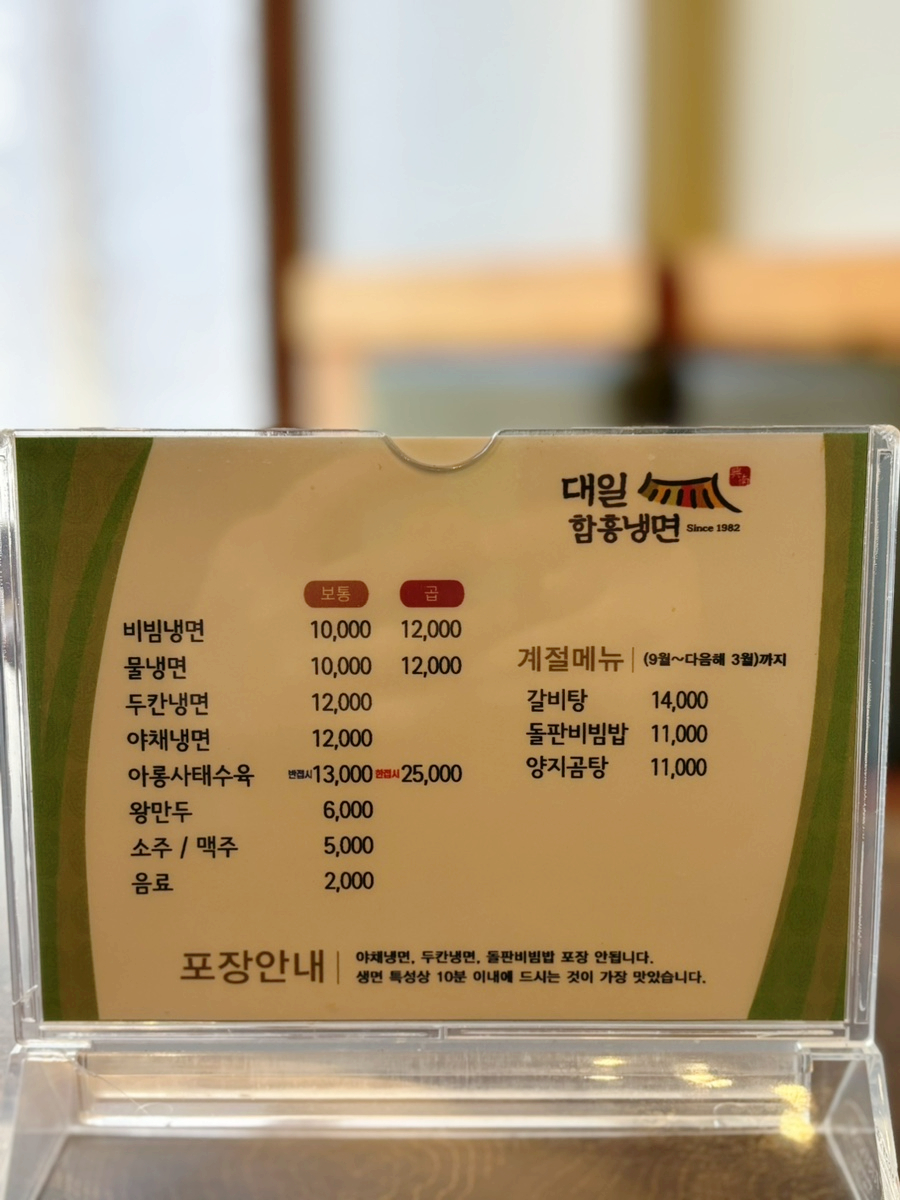 대일
함흥냉면 Since 1982
보통 곱
비빔냉면 10,000 12,000
물냉면 10,000 12,000
두칸냉면 12,000
야채냉면 12,000
아롱사태수육 반접시 13,000 한접시 25,000
왕만두 6,000
소주 / 맥주 5,000
음료 2,000
계절메뉴 (9월~다음해 3월)까지
갈비탕 14,000
돌판비빔밥 11,000
양지곰탕 11,000
포장안내
야채냉면, 두칸냉면, 돌판비빔밥 포장 안됩니다.
생면 특성상 10분 이내에 드시는 것이 가장 맛있습니다.